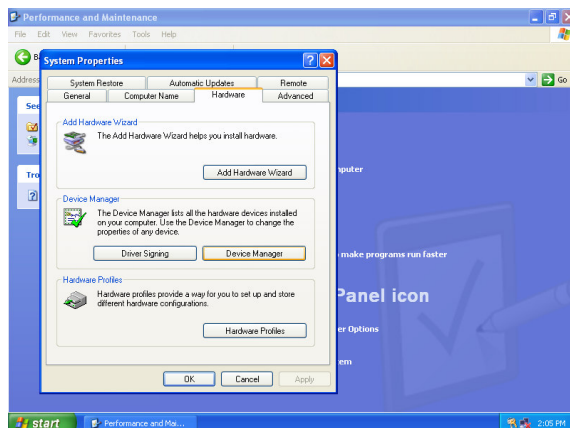 Performance and Maintenance
File Edit View Favorites Tools Help
System Properties
Address
Go
System Restore Automatic Updates Remote
General Computer Name Hardware Advanced
See
Add Hardware Wizard
The Add Hardware Wizard helps you install hardware.
Add Hardware Wizard
Tro
Device Manager
The Device Manager lists all the hardware devices installed
on your computer. Use the Device Manager to change the
properties of any device.
Driver Signing Device Manager
make programs run faster
Hardware Profiles
Hardware profiles provide a way for you to set up and store
different hardware configurations.
Panel icon
Hardware Profiles
er Options
em
OK Cancel Apply
start Performance and Mai... 2:05 PM